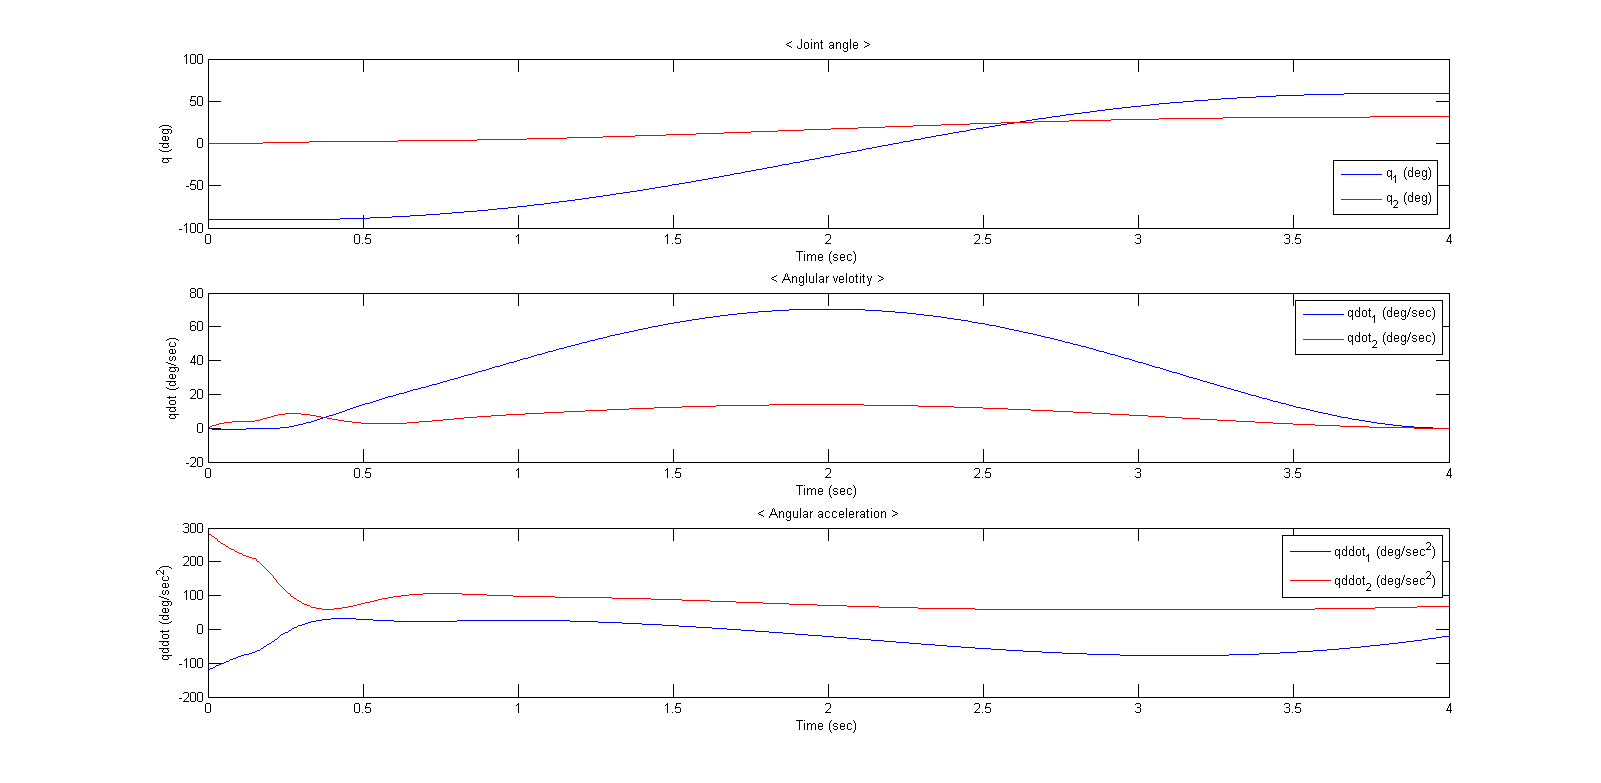 < Joint angle >
100
50
0
-50
-100
q (deg)
q1 (deg)
q2 (deg)
0 0.5 1 1.5 2 2.5 3 3.5 4
Time (sec)
< Anglular velotity >
80
60
40
20
0
-20
qdot (deg/sec)
qdot1 (deg/sec)
qdot2 (deg/sec)
0 0.5 1 1.5 2 2.5 3 3.5 4
Time (sec)
< Angular acceleration >
300
200
100
0
-100
-200
qddot (deg/sec2)
qddot1 (deg/sec2)
qddot2 (deg/sec2)
0 0.5 1 1.5 2 2.5 3 3.5 4
Time (sec)